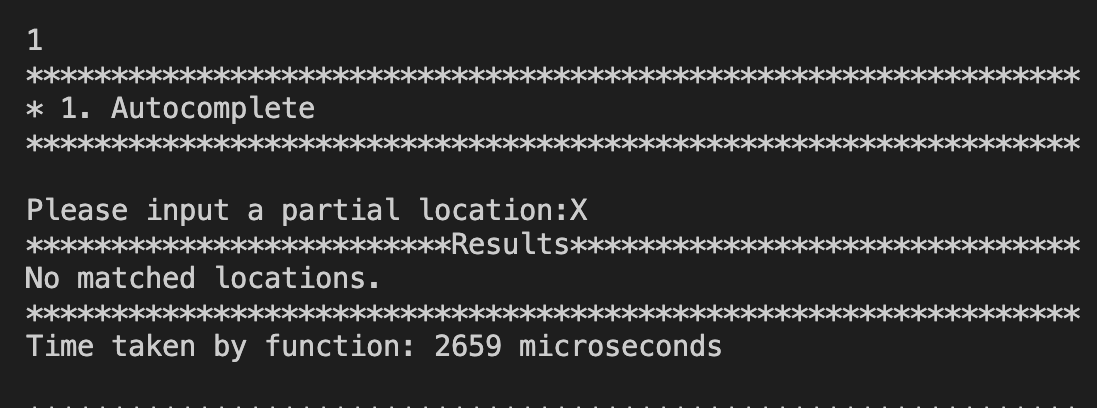 1
**************************************************************
* 1. Autocomplete
**************************************************************
Please input a partial location:X
*************************Results******************************
No matched locations.
**************************************************************
Time taken by function: 2659 microseconds